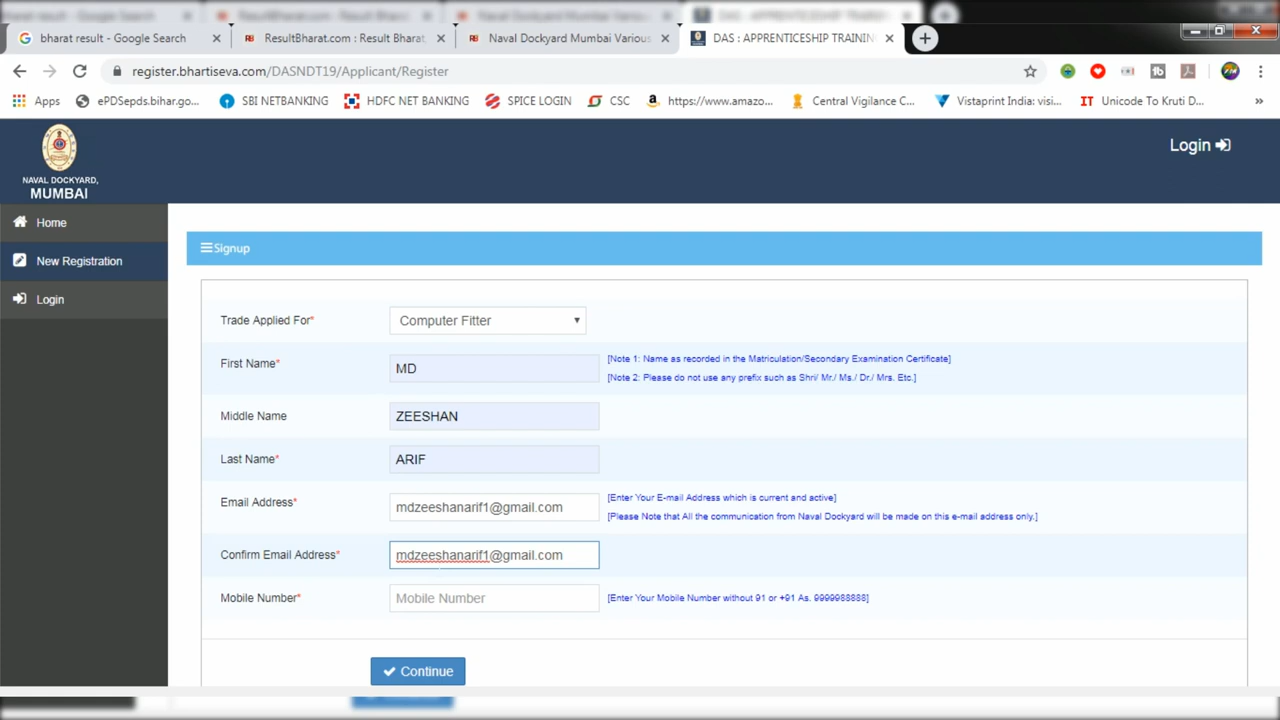 bharat result - Google Search
ResultBharat.com : Result Bharat
Naval Dockyard Mumbai Various
DAS : APPRENTICESHIP TRAININ
register.bhartiseva.com/DASNDT19/Applicant/Register
Apps ePDSepds.bihar.go... SBI NETBANKING HDFC NET BANKING SPICE LOGIN CSC https://www.amazo... Central Vigilance C... Vistaprint India: visi... IT Unicode To Kruti D... »
NAVAL DOCKYARD,
MUMBAI
Login
Home
New Registration
Login
Signup
Trade Applied For* Computer Fitter
First Name* MD [Note 1: Name as recorded in the Matriculation/Secondary Examination Certificate]
[Note 2: Please do not use any prefix such as Shri/ Mr./ Ms./ Dr./ Mrs. Etc.]
Middle Name ZEESHAN
Last Name* ARIF
Email Address* mdzeeshanarif1@gmail.com [Enter Your E-mail Address which is current and active]
[Please Note that All the communication from Naval Dockyard will be made on this e-mail address only.]
Confirm Email Address* mdzeeshanarif1@gmail.com
Mobile Number* Mobile Number [Enter Your Mobile Number without 91 or +91 As. 9999988888]
Continue